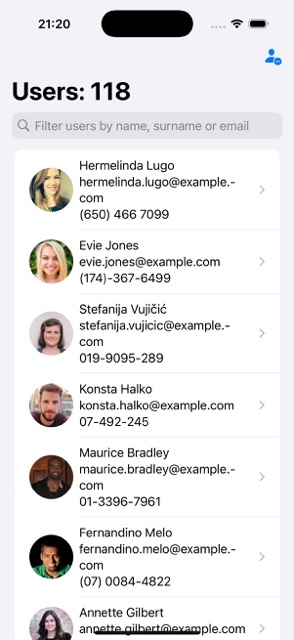 21:20
Users: 118
Filter users by name, surname or email
Hermelinda Lugo
hermelinda.lugo@example.-
com
(650) 466 7099
Evie Jones
evie.jones@example.com
(174)-367-6499
Stefanija Vujičić
stefanija.vujicic@example.-
com
019-9095-289
Konsta Halko
konsta.halko@example.com
07-492-245
Maurice Bradley
maurice.bradley@example.-
com
01-3396-7961
Fernandino Melo
fernandino.melo@example.-
com
(07) 0084-4822
Annette Gilbert
annette.gilbert@example.com